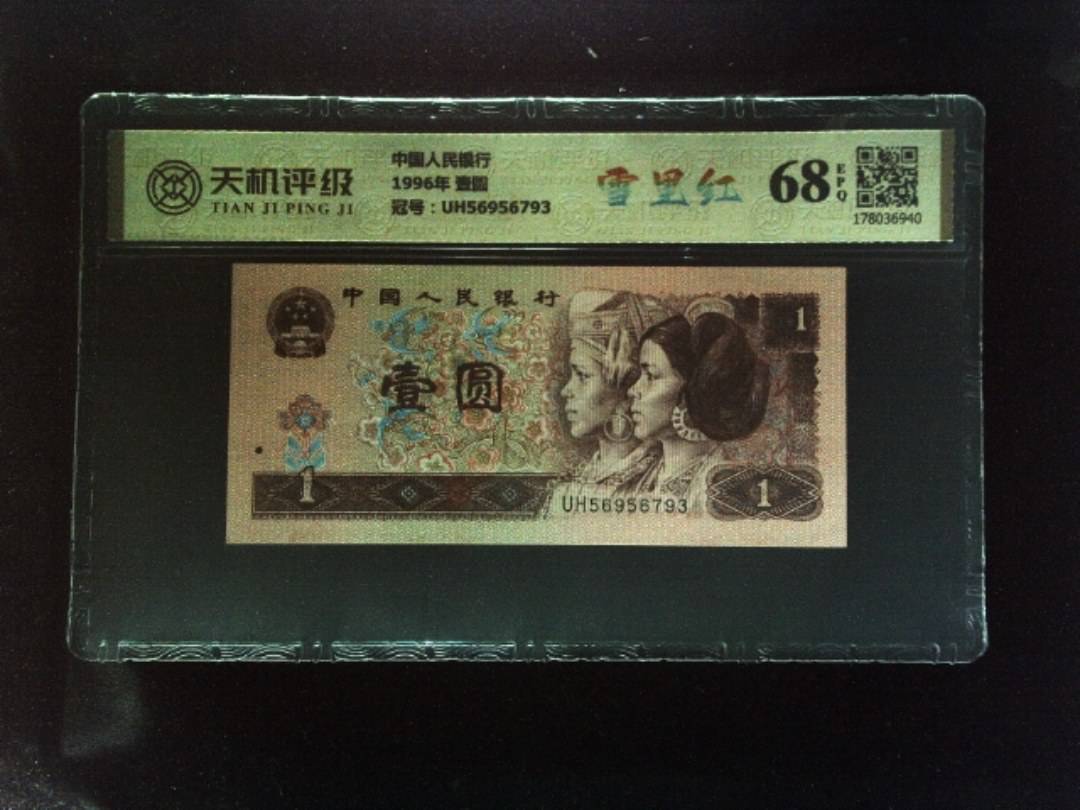 天机评级
TIAN JI PING JI
中国人民银行
1996年 壹圆
冠号：UH56956793
雪里红
68
EPQ
178036940
中国人民银行
壹圆
1
1
UH56956793
1